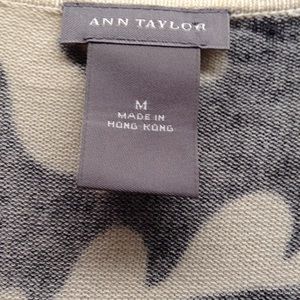 ANN TAYLOR
M
MADE IN
HONG KONG